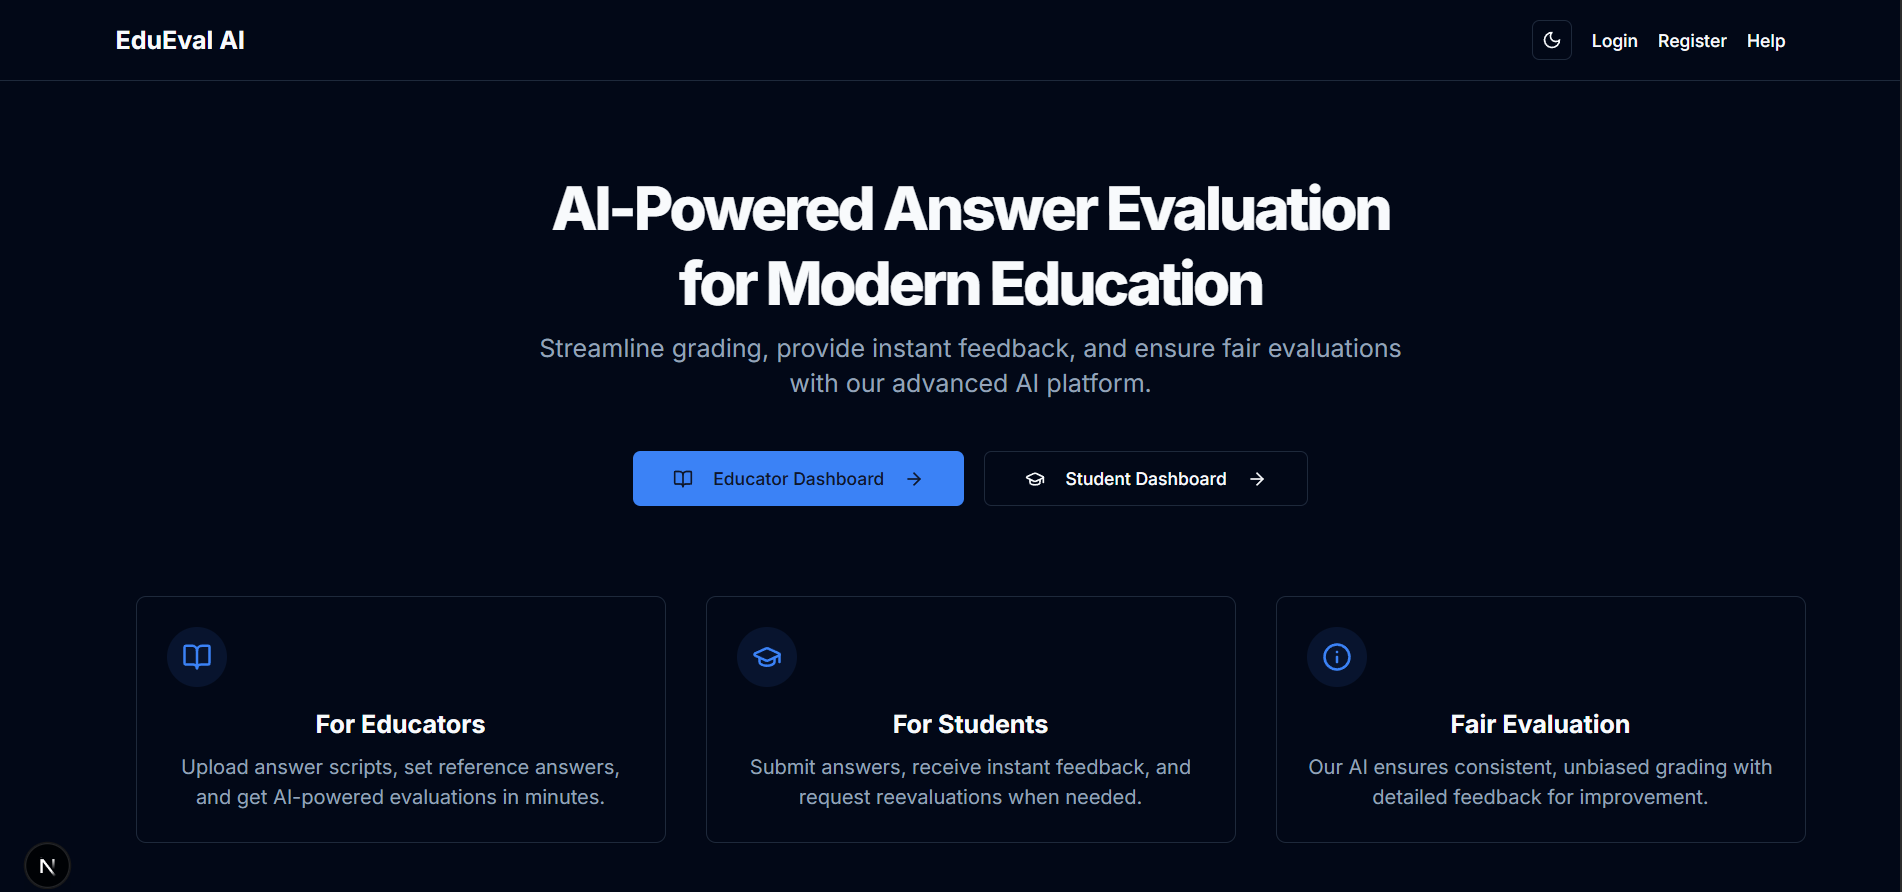 EduEval AI
Login Register Help
AI-Powered Answer Evaluation
for Modern Education
Streamline grading, provide instant feedback, and ensure fair evaluations
with our advanced AI platform.
Educator Dashboard
Student Dashboard
For Educators
Upload answer scripts, set reference answers,
and get AI-powered evaluations in minutes.
For Students
Submit answers, receive instant feedback, and
request reevaluations when needed.
Fair Evaluation
Our AI ensures consistent, unbiased grading with
detailed feedback for improvement.
N